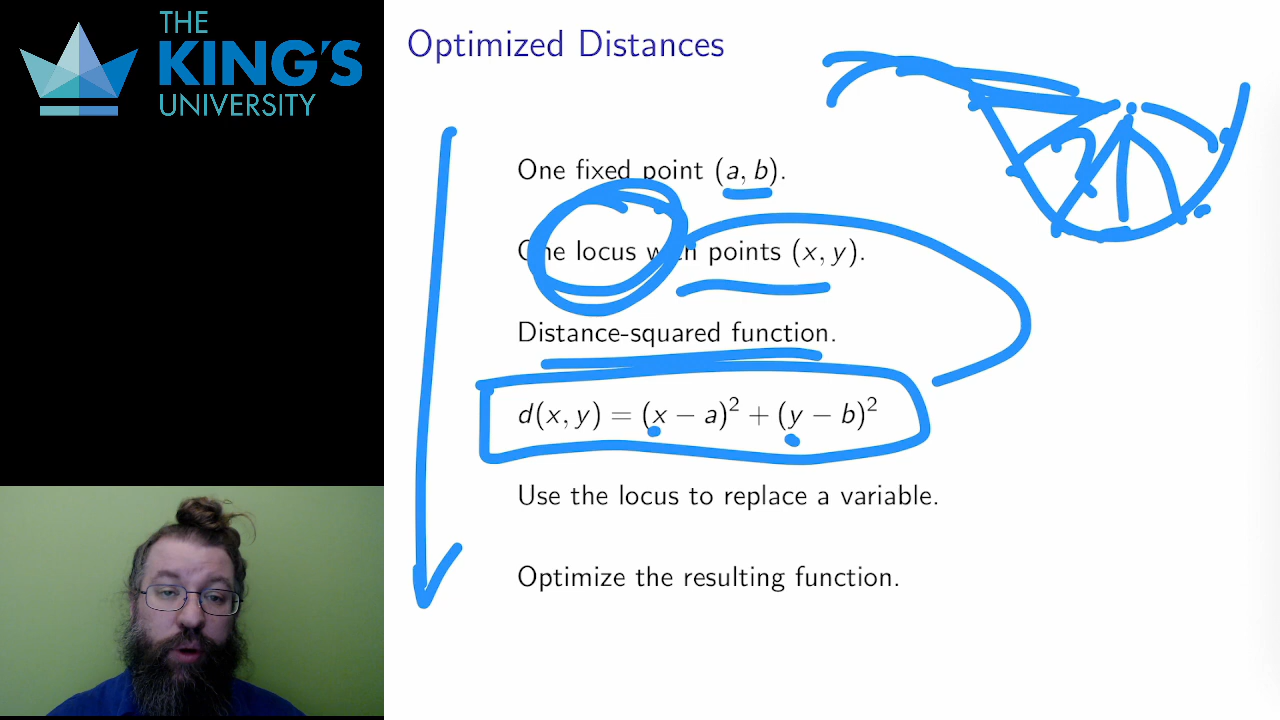 THE
KING'S
UNIVERSITY
Optimized Distances
One fixed point (a, b).
One locus with points (x, y).
Distance-squared function.
d(x, y) = (x − a)² + (y − b)²
Use the locus to replace a variable.
Optimize the resulting function.